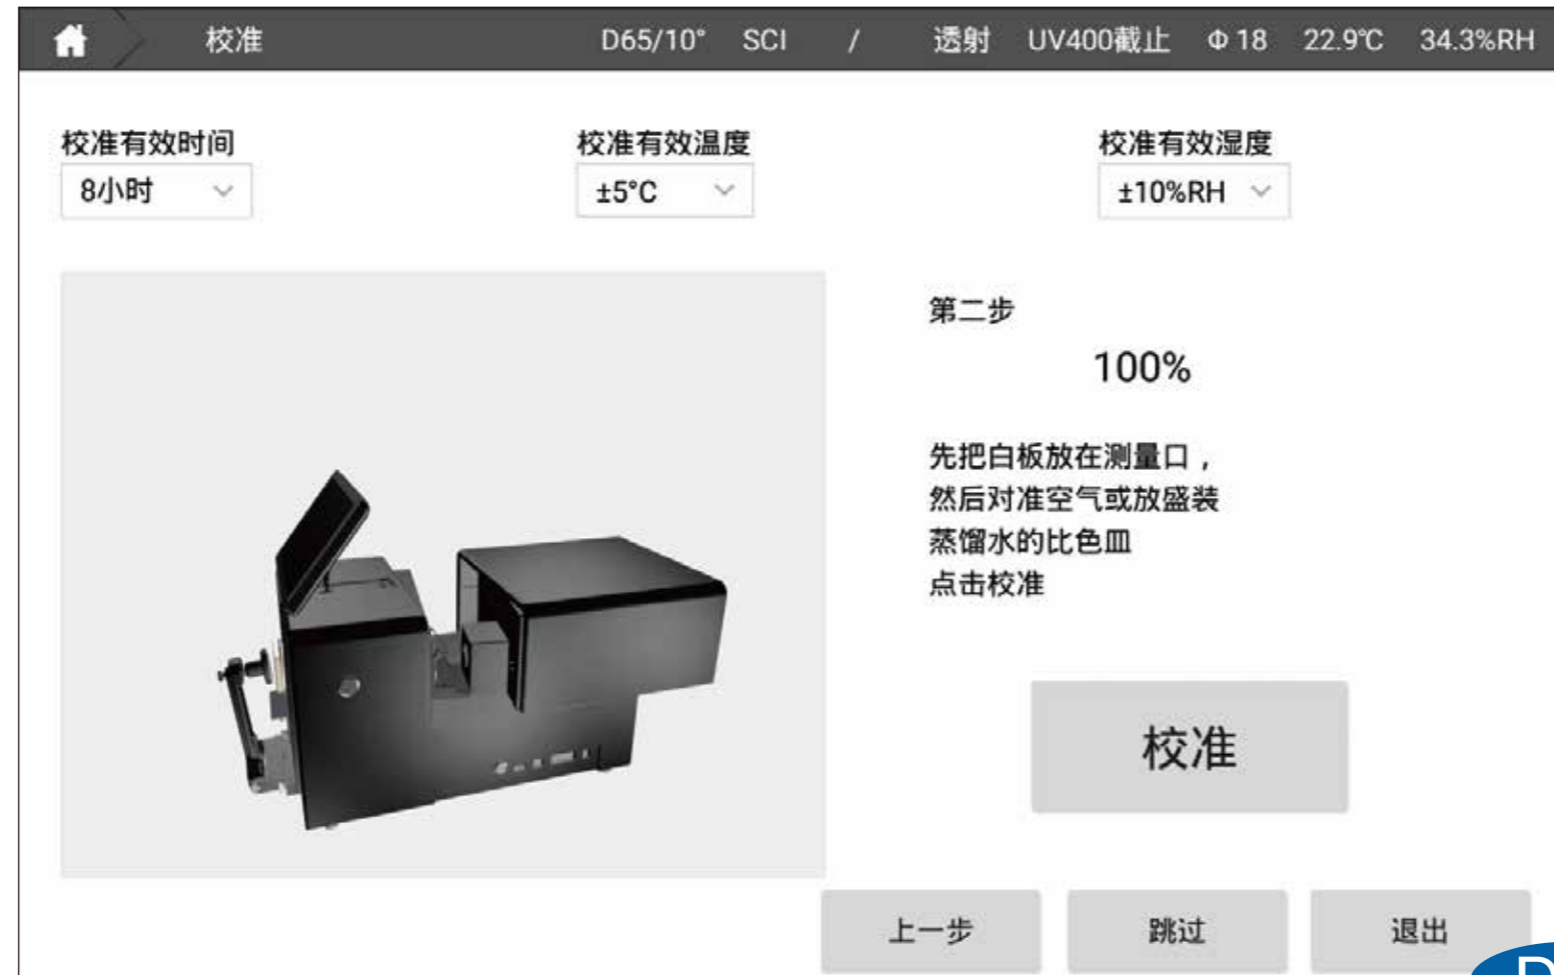 校准 D65/10° SCI / 透射 UV400截止 Φ 18 22.9℃ 34.3%RH
校准有效时间 校准有效温度 校准有效湿度
8小时 ±5°C ±10%RH
第二步
100%
先把白板放在测量口，
然后对准空气或放盛装
蒸馏水的比色皿
点击校准
校准
上一步 跳过 退出